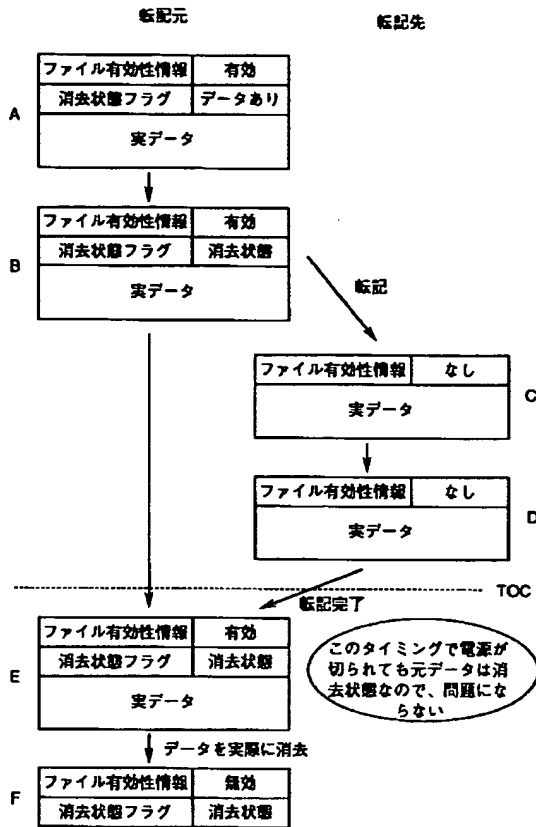 転記元
転記先
A
ファイル有効性情報 有効
消去状態フラグ データあり
実データ
B
ファイル有効性情報 有効
消去状態フラグ 消去状態
実データ
転記
ファイル有効性情報 なし
実データ
C
ファイル有効性情報 なし
実データ
D
TOC
転記完了
E
ファイル有効性情報 有効
消去状態フラグ 消去状態
実データ
このタイミングで電源が
切られても元データは消
去状態なので、問題にな
らない
データを実際に消去
F
ファイル有効性情報 無効
消去状態フラグ 消去状態